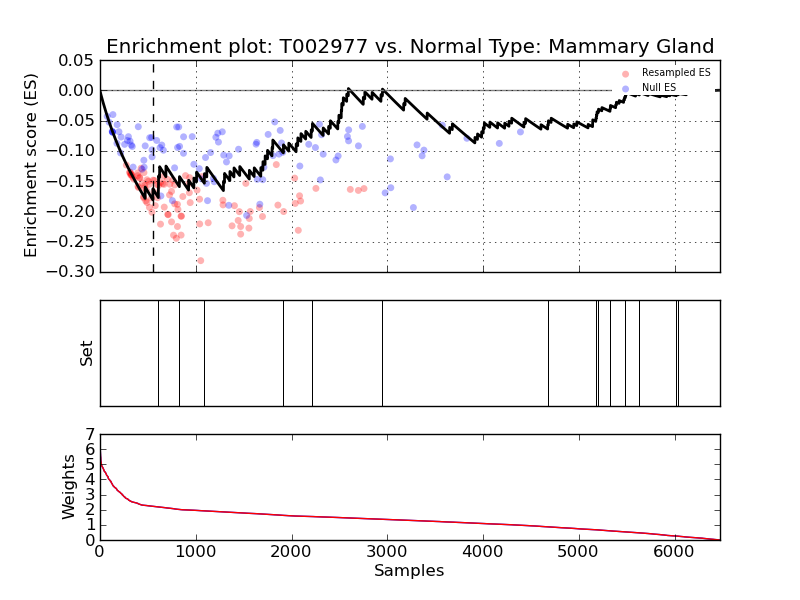 Enrichment plot: T002977 vs. Normal Type: Mammary Gland
0.05
0.00
−0.05
−0.10
−0.15
−0.20
−0.25
−0.30
Enrichment score (ES)
Resampled ES
Null ES
Set
7
6
5
4
3
2
1
0
Weights
0 1000 2000 3000 4000 5000 6000
Samples